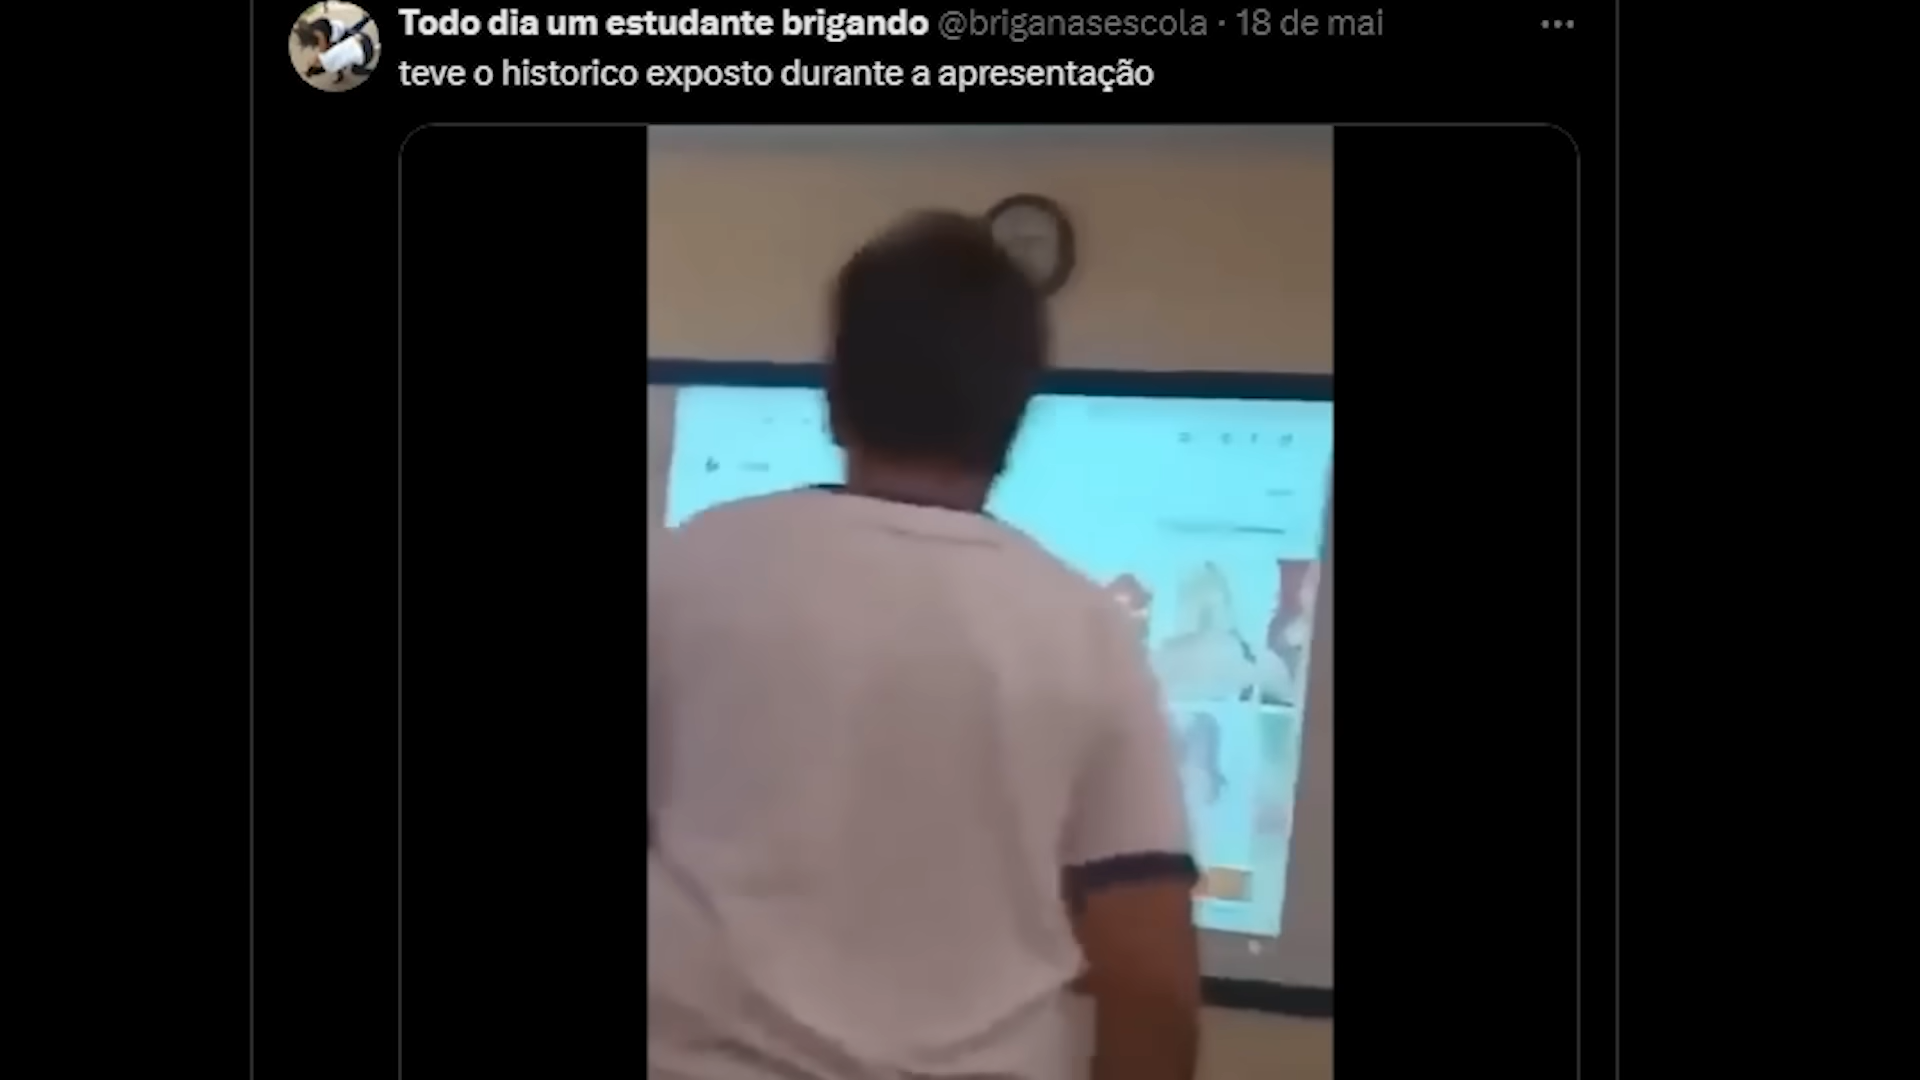 Todo dia um estudante brigando @briganasescola · 18 de mai
teve o historico exposto durante a apresentação